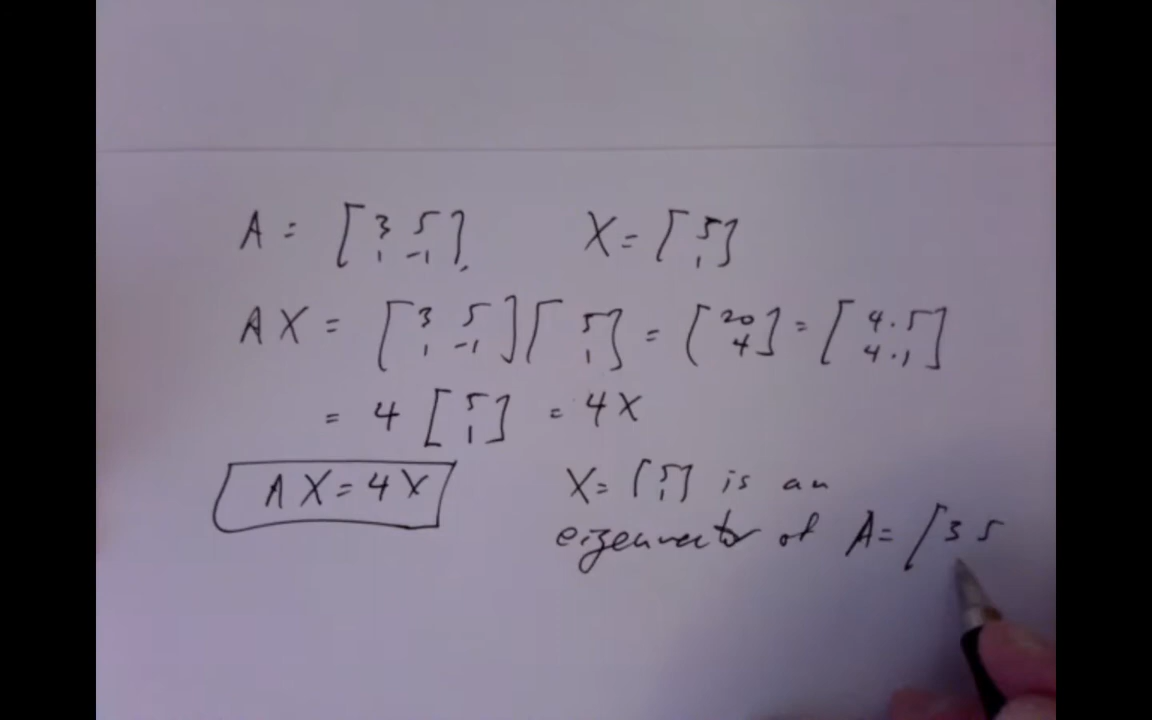 A = [3 5 1 -1], X = [5 1]
AX = [3 5 1 -1][5 1] = [20 4] = [4·5 4·1]
= 4 [5 1] = 4X
AX = 4X
X = [5 1] is an
eigenvector of A = [3 5